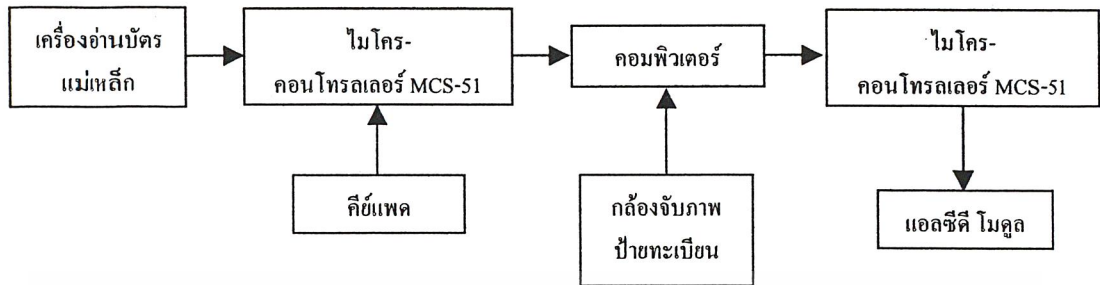 เครื่องอ่านบัตร
แม่เหล็ก
ไมโคร-
คอนโทรลเลอร์ MCS-51
คอมพิวเตอร์
ไมโคร-
คอนโทรลเลอร์ MCS-51
คีย์แพด
กล้องจับภาพ
ป้ายทะเบียน
แอลซีดี โมดูล